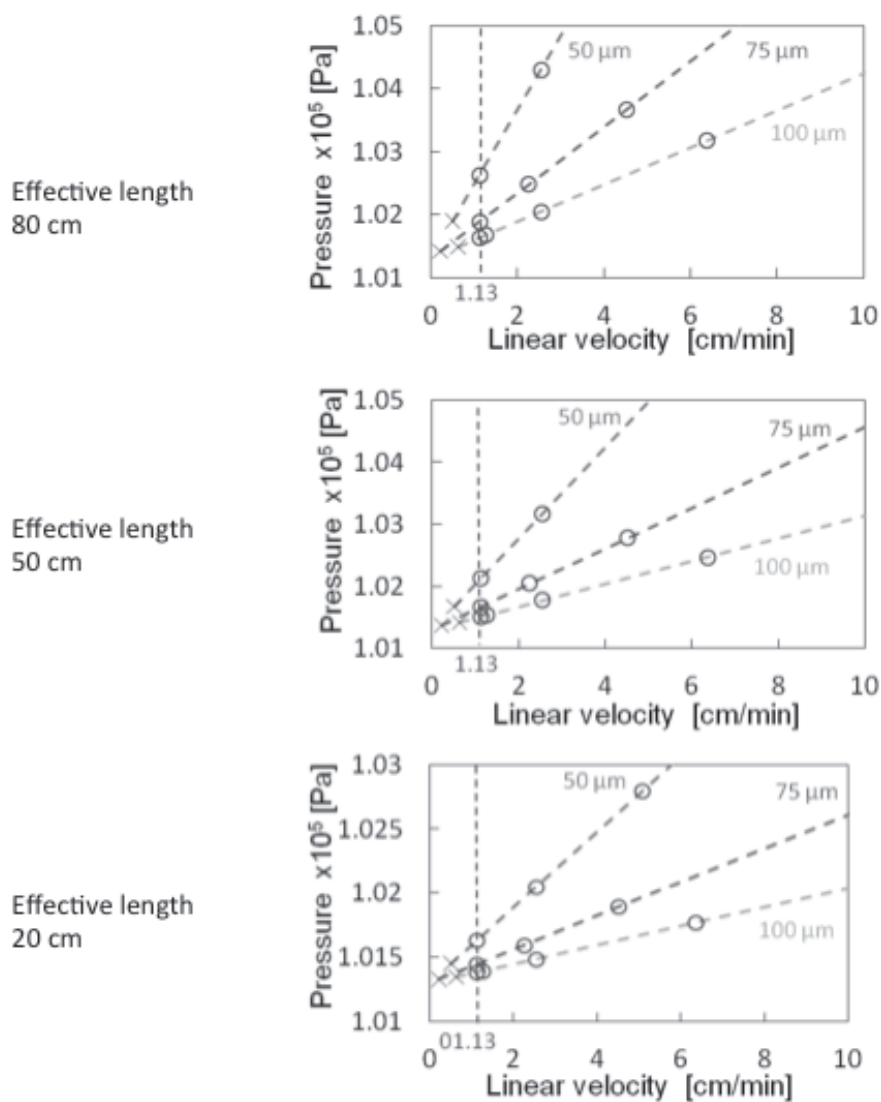 Effective length
80 cm
Pressure x10⁵ [Pa]
1.05
1.04
1.03
1.02
1.01
50 µm
75 µm
100 µm
1.13
0 2 4 6 8 10
Linear velocity [cm/min]
Effective length
50 cm
Pressure x10⁵ [Pa]
1.05
1.04
1.03
1.02
1.01
50 µm
75 µm
100 µm
1.13
0 2 4 6 8 10
Linear velocity [cm/min]
Effective length
20 cm
Pressure x10⁵ [Pa]
1.03
1.025
1.02
1.015
1.01
50 µm
75 µm
100 µm
01.13
0 2 4 6 8 10
Linear velocity [cm/min]